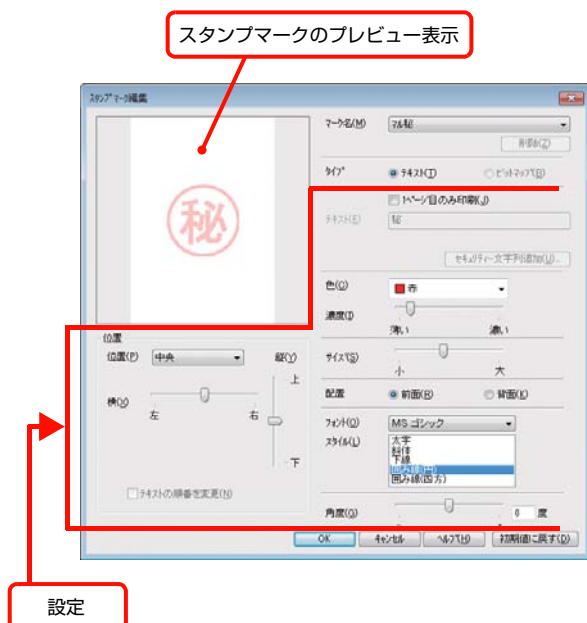 スタンプマークのプレビュー表示
スタンプマーク編集
マーク名(M) マル秘
削除(Z)
タイプ テキスト(T) ビットマップ(B)
1ページ目のみ印刷(J)
テキスト(E) 秘
セキュリティー文字列追加(U)...
秘
色(C) 赤
濃度(I)
薄い 濃い
位置
位置(P) 中央 縦(Y)
サイズ(S)
小 大
上
横(X)
左 右
下
配置 前面(R) 背面(K)
フォント(O) MS ゴシック
スタイル(L) 太字
斜体
下線
囲み線(円)
囲み線(四方)
テキストの順番を変更(N)
角度(G) 0 度
OK キャンセル ヘルプ(H) 初期値に戻す(D)
設定